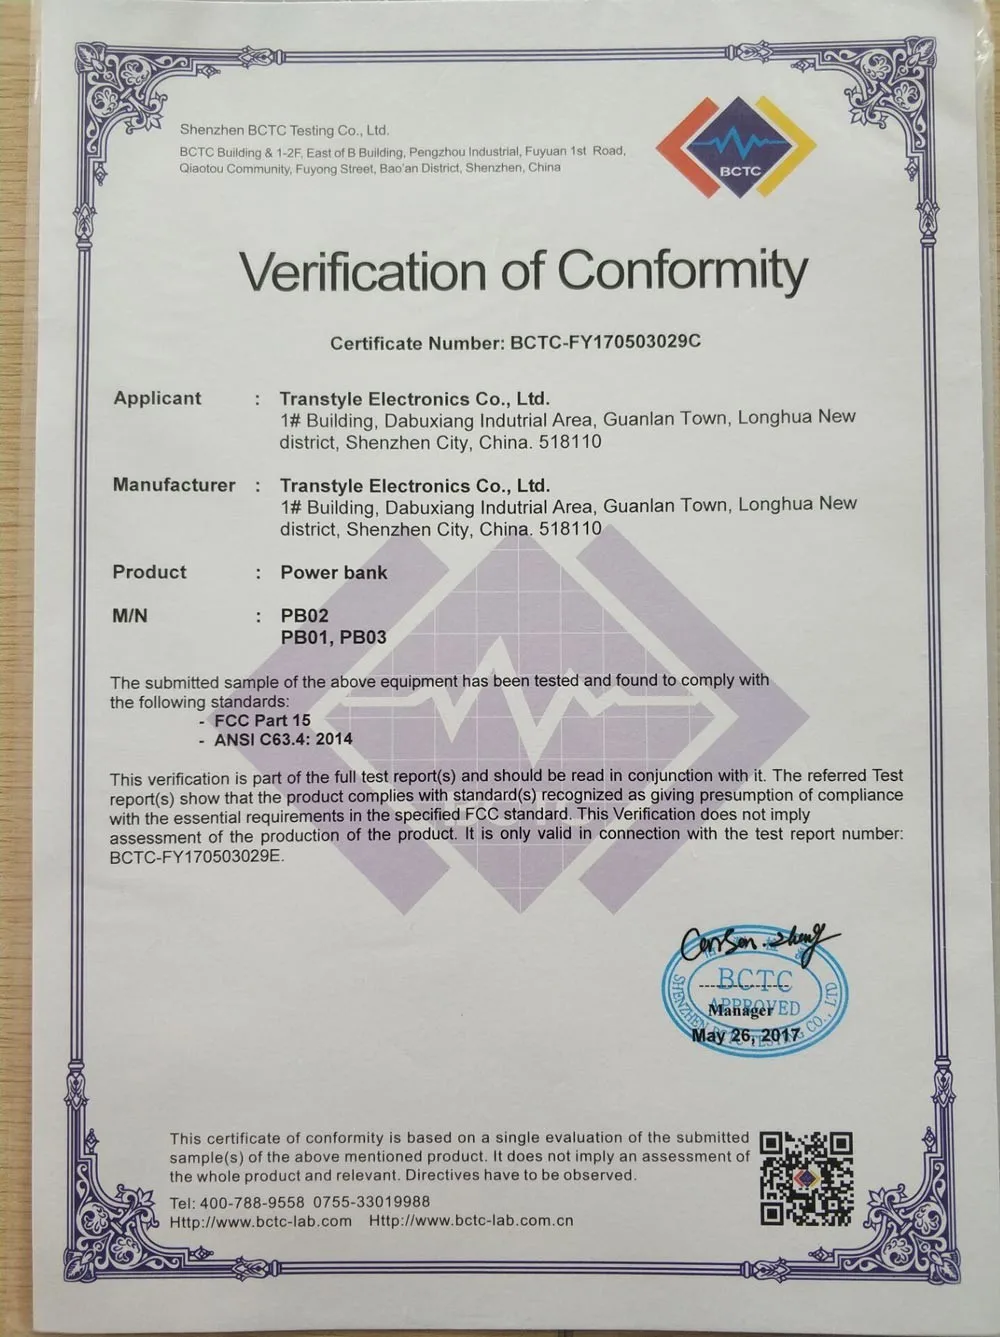 Shenzhen BCTC Testing Co., Ltd.
BCTC Building & 1-2F, East of B Building, Pengzhou Industrial, Fuyuan 1st Road,
Qiaotou Community, Fuyong Street, Bao'an District, Shenzhen, China
BCTC
Verification of Conformity
Certificate Number: BCTC-FY170503029C
Applicant : Transtyle Electronics Co., Ltd.
1# Building, Dabuxiang Indutrial Area, Guanlan Town, Longhua New
district, Shenzhen City, China. 518110
Manufacturer : Transtyle Electronics Co., Ltd.
1# Building, Dabuxiang Indutrial Area, Guanlan Town, Longhua New
district, Shenzhen City, China. 518110
Product : Power bank
M/N : PB02
PB01, PB03
The submitted sample of the above equipment has been tested and found to comply with
the following standards:
- FCC Part 15
- ANSI C63.4: 2014
This verification is part of the full test report(s) and should be read in conjunction with it. The referred Test
report(s) show that the product complies with standard(s) recognized as giving presumption of compliance
with the essential requirements in the specified FCC standard. This Verification does not imply
assessment of the production of the product. It is only valid in connection with the test report number:
BCTC-FY170503029E.
BCTC
BCTC
APPROVED
SHENZHEN BCTC TESTING CO., LTD
Manager
May 26, 2017
This certificate of conformity is based on a single evaluation of the submitted
sample(s) of the above mentioned product. It does not imply an assessment of
the whole product and relevant. Directives have to be observed.
Tel: 400-788-9558 0755-33019988
Http://www.bctc-lab.com Http://www.bctc-lab.com.cn